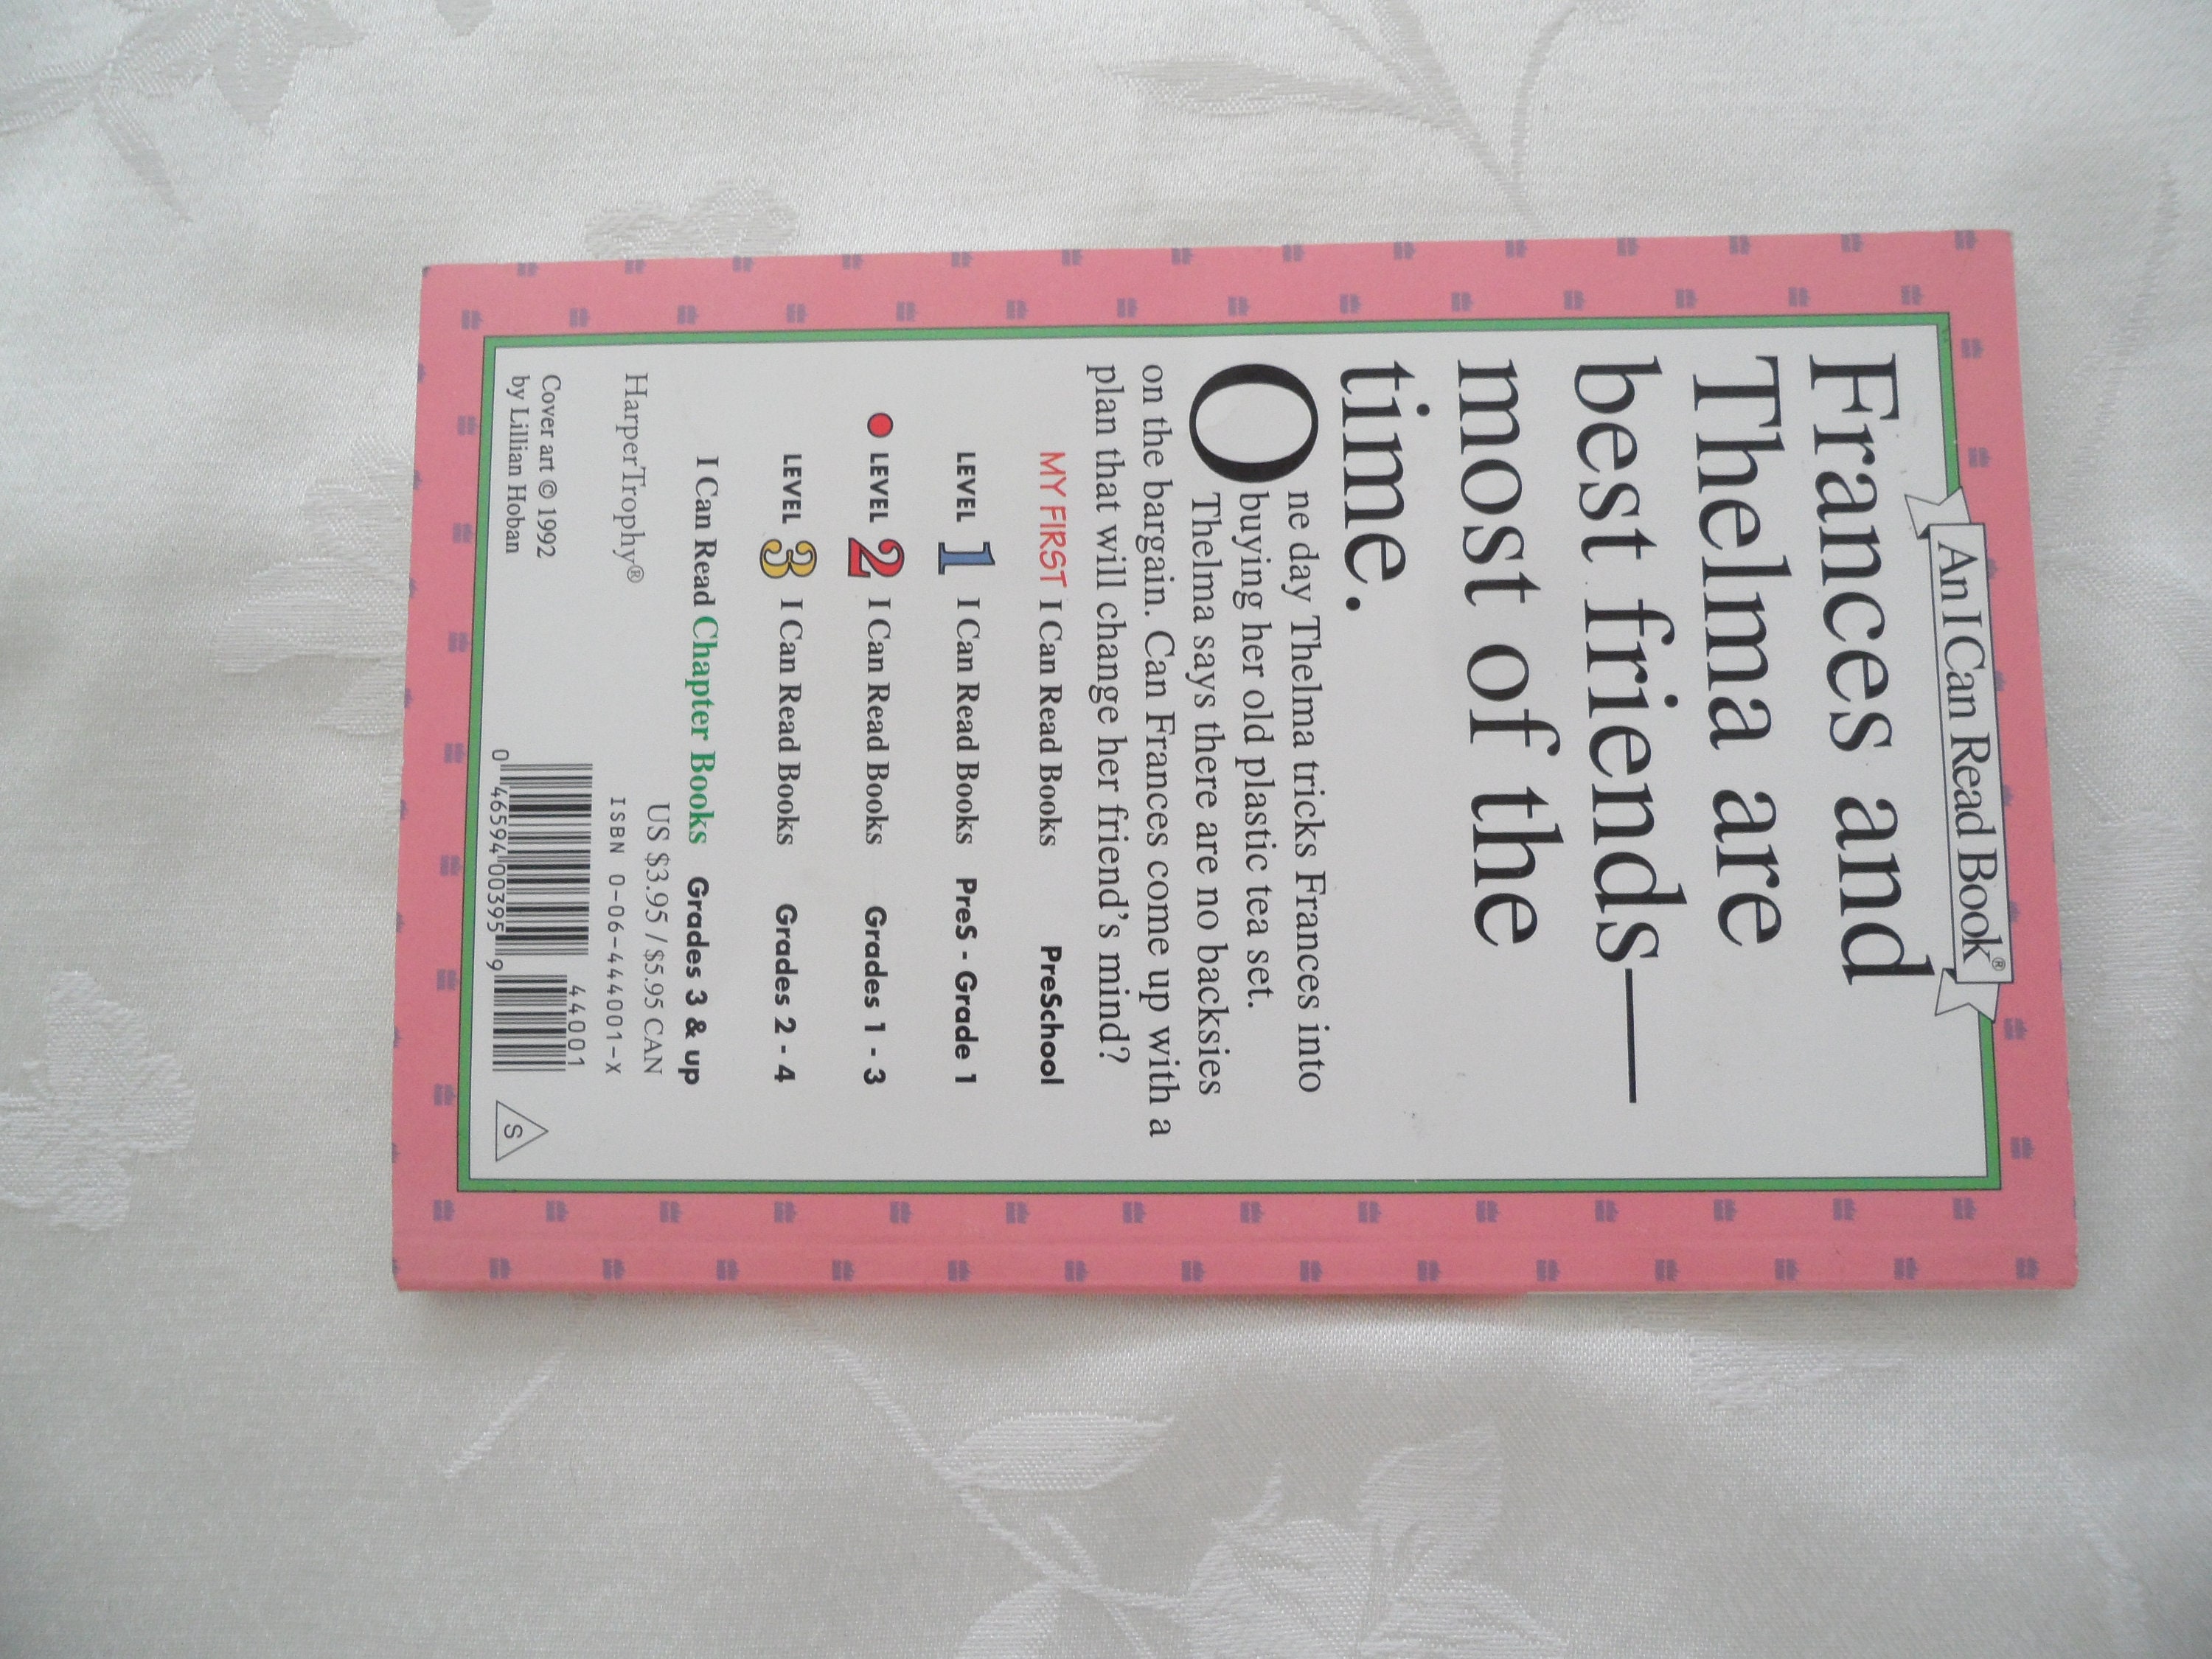 An I Can Read Book®
Frances and
Thelma are
best friends—
most of the
time.
One day Thelma tricks Frances into
buying her old plastic tea set.
Thelma says there are no backsies
on the bargain. Can Frances come up with a
plan that will change her friend's mind?
MY FIRST I Can Read Books PreSchool
LEVEL 1 I Can Read Books PreS - Grade 1
LEVEL 2 I Can Read Books Grades 1 - 3
LEVEL 3 I Can Read Books Grades 2 - 4
I Can Read Chapter Books Grades 3 & up
HarperTrophy®
US $3.95 / $5.95 CAN
ISBN 0-06-444001-X
Cover art © 1992
by Lillian Hoban
44001
0 46594 00395 9
S